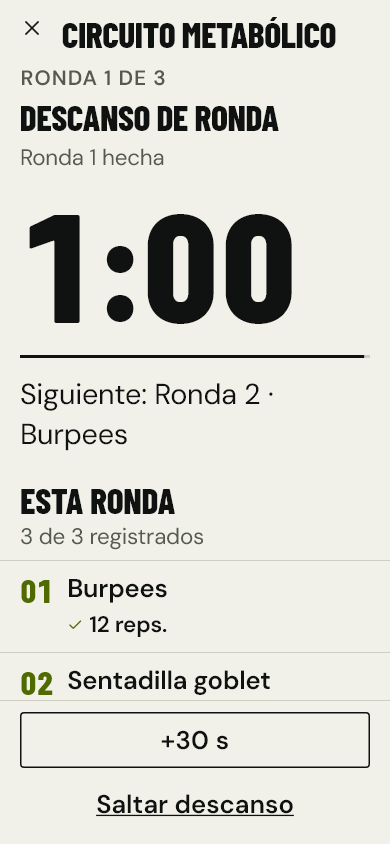 CIRCUITO METABÓLICO
RONDA 1 DE 3
DESCANSO DE RONDA
Ronda 1 hecha
1:00
Siguiente: Ronda 2 ·
Burpees
ESTA RONDA
3 de 3 registrados
01 Burpees
✓ 12 reps.
02 Sentadilla goblet
+30 s
Saltar descanso